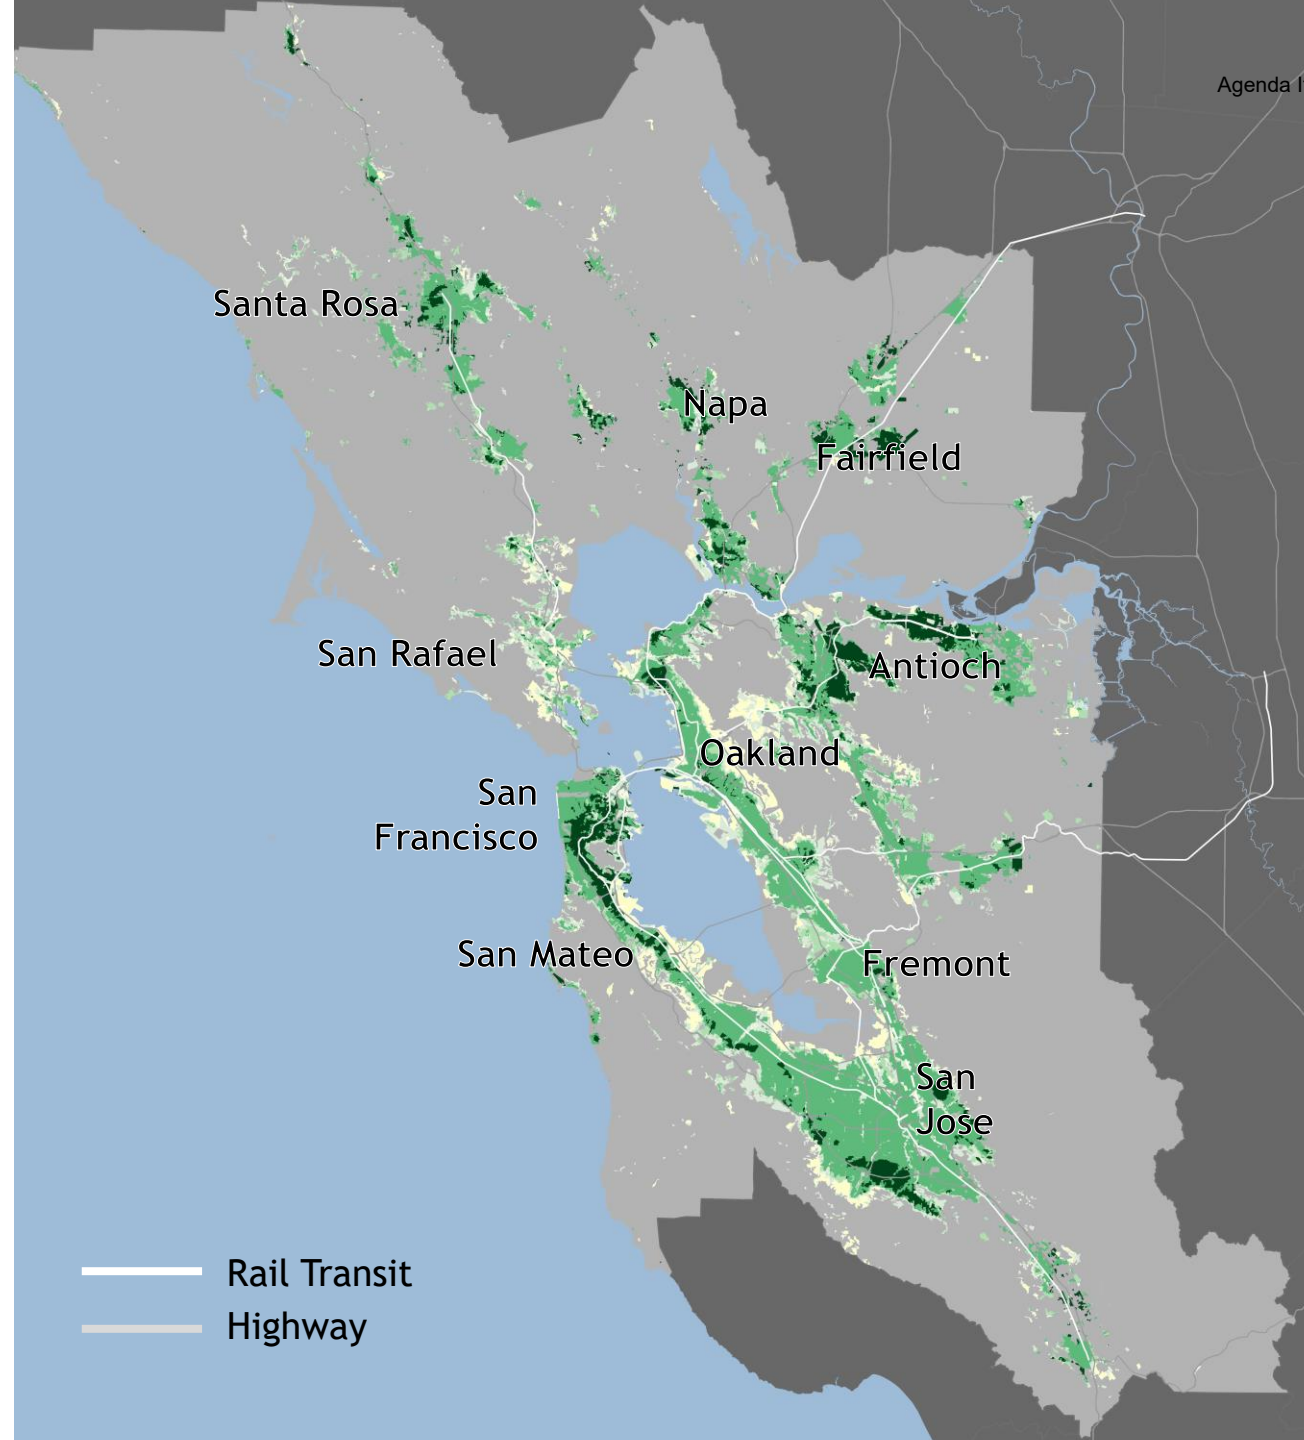 Agenda I
Santa Rosa
Napa
Fairfield
San Rafael
Antioch
Oakland
San
Francisco
San Mateo
Fremont
San
Jose
Rail Transit
Highway